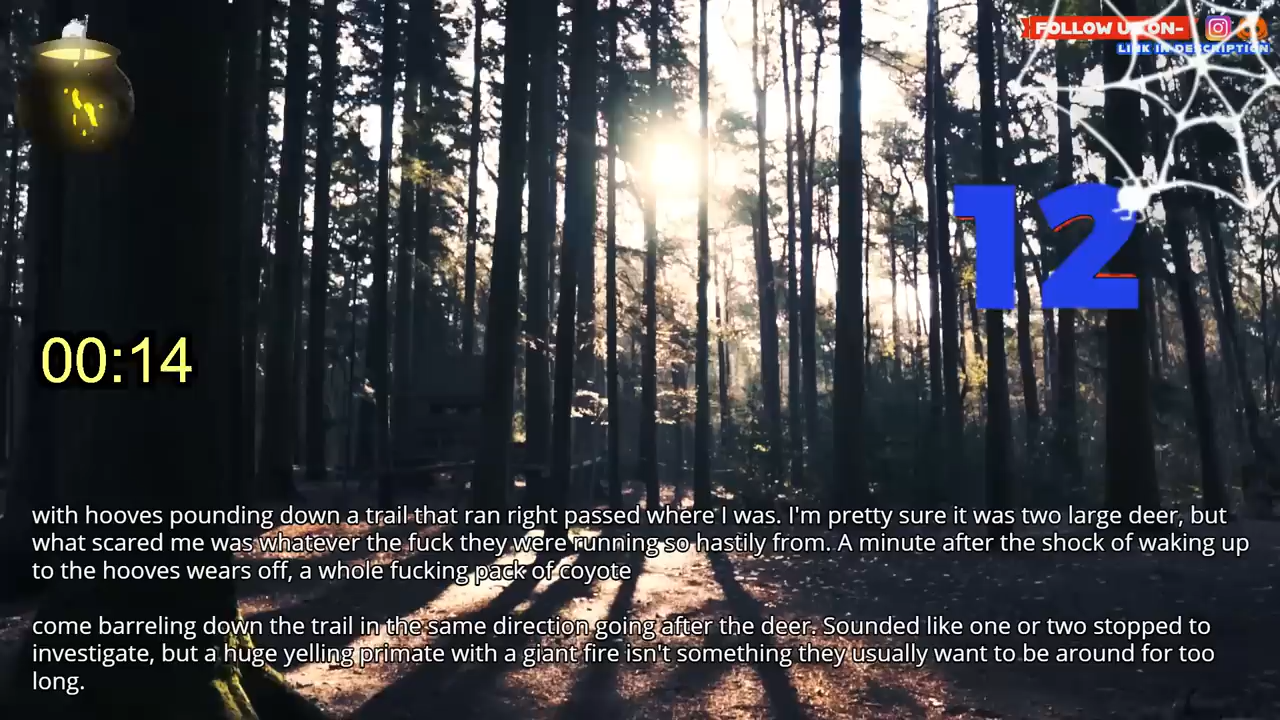 FOLLOW US ON-
LINK IN DESCRIPTION
12
00:14
with hooves pounding down a trail that ran right passed where I was. I'm pretty sure it was two large deer, but
what scared me was whatever the fuck they were running so hastily from. A minute after the shock of waking up
to the hooves wears off, a whole fucking pack of coyote
come barreling down the trail in the same direction going after the deer. Sounded like one or two stopped to
investigate, but a huge yelling primate with a giant fire isn't something they usually want to be around for too
long.